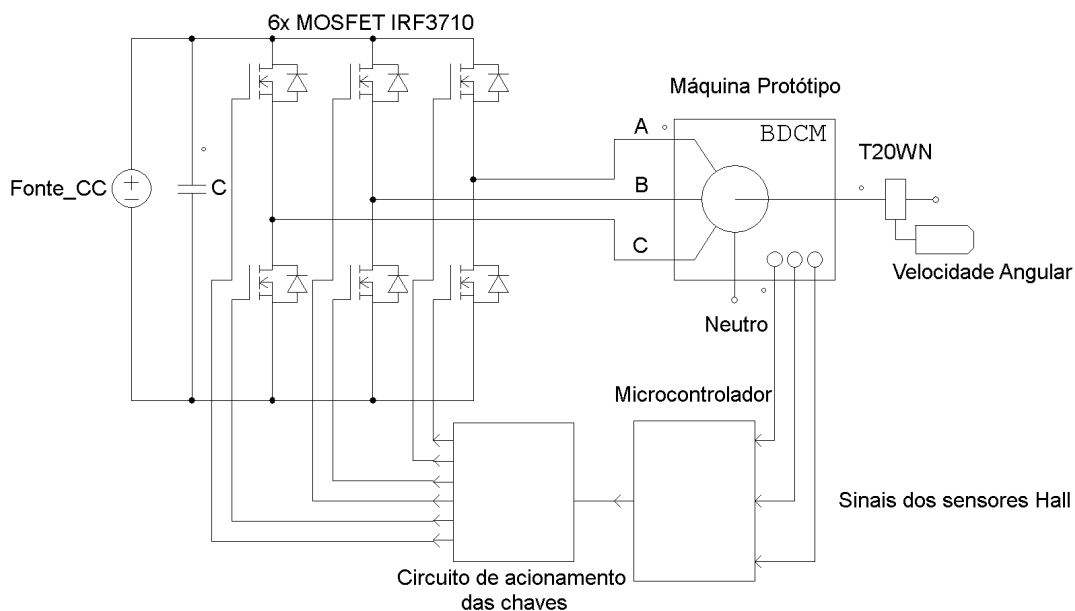 6x MOSFET IRF3710
Máquina Protótipo
A
BDCM
T20WN
Fonte_CC
C
B
C
Velocidade Angular
Neutro
Microcontrolador
Sinais dos sensores Hall
Circuito de acionamento
das chaves